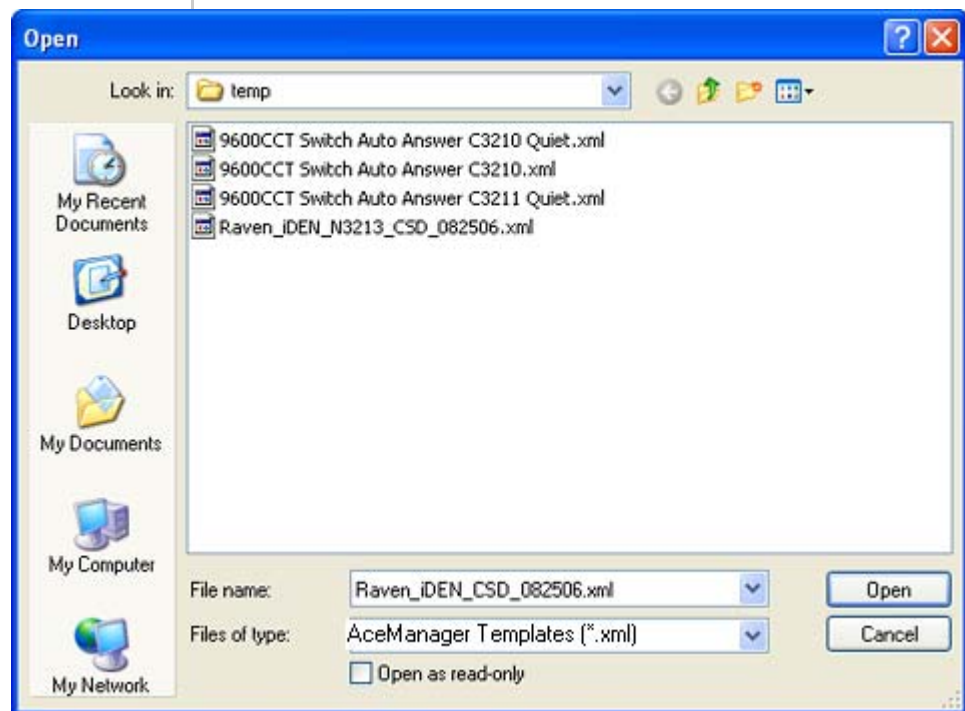 Open
Look in: temp
9600CCT Switch Auto Answer C3210 Quiet.xml
9600CCT Switch Auto Answer C3210.xml
9600CCT Switch Auto Answer C3211 Quiet.xml
Raven_iDEN_N3213_CSD_082506.xml
My Recent
Documents
Desktop
My Documents
My Computer
My Network
File name: Raven_iDEN_CSD_082506.xml Open
Files of type: AceManager Templates (*.xml) Cancel
Open as read-only